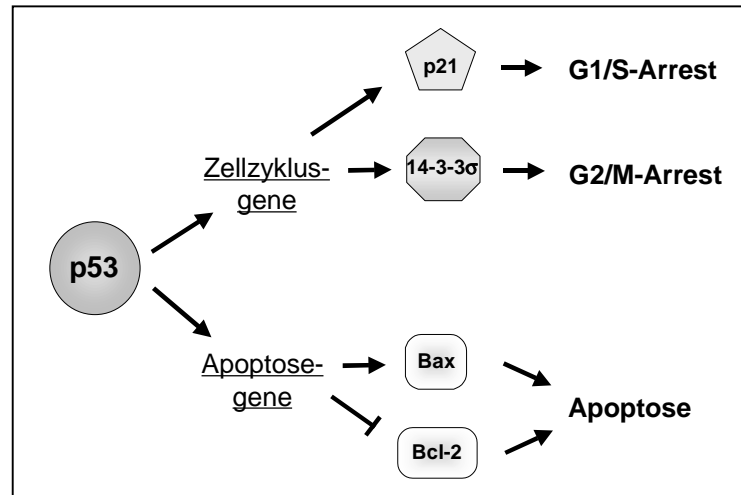 p21
G1/S-Arrest
Zellzyklus-
gene
14-3-3σ
G2/M-Arrest
p53
Apoptose-
gene
Bax
Apoptose
Bcl-2